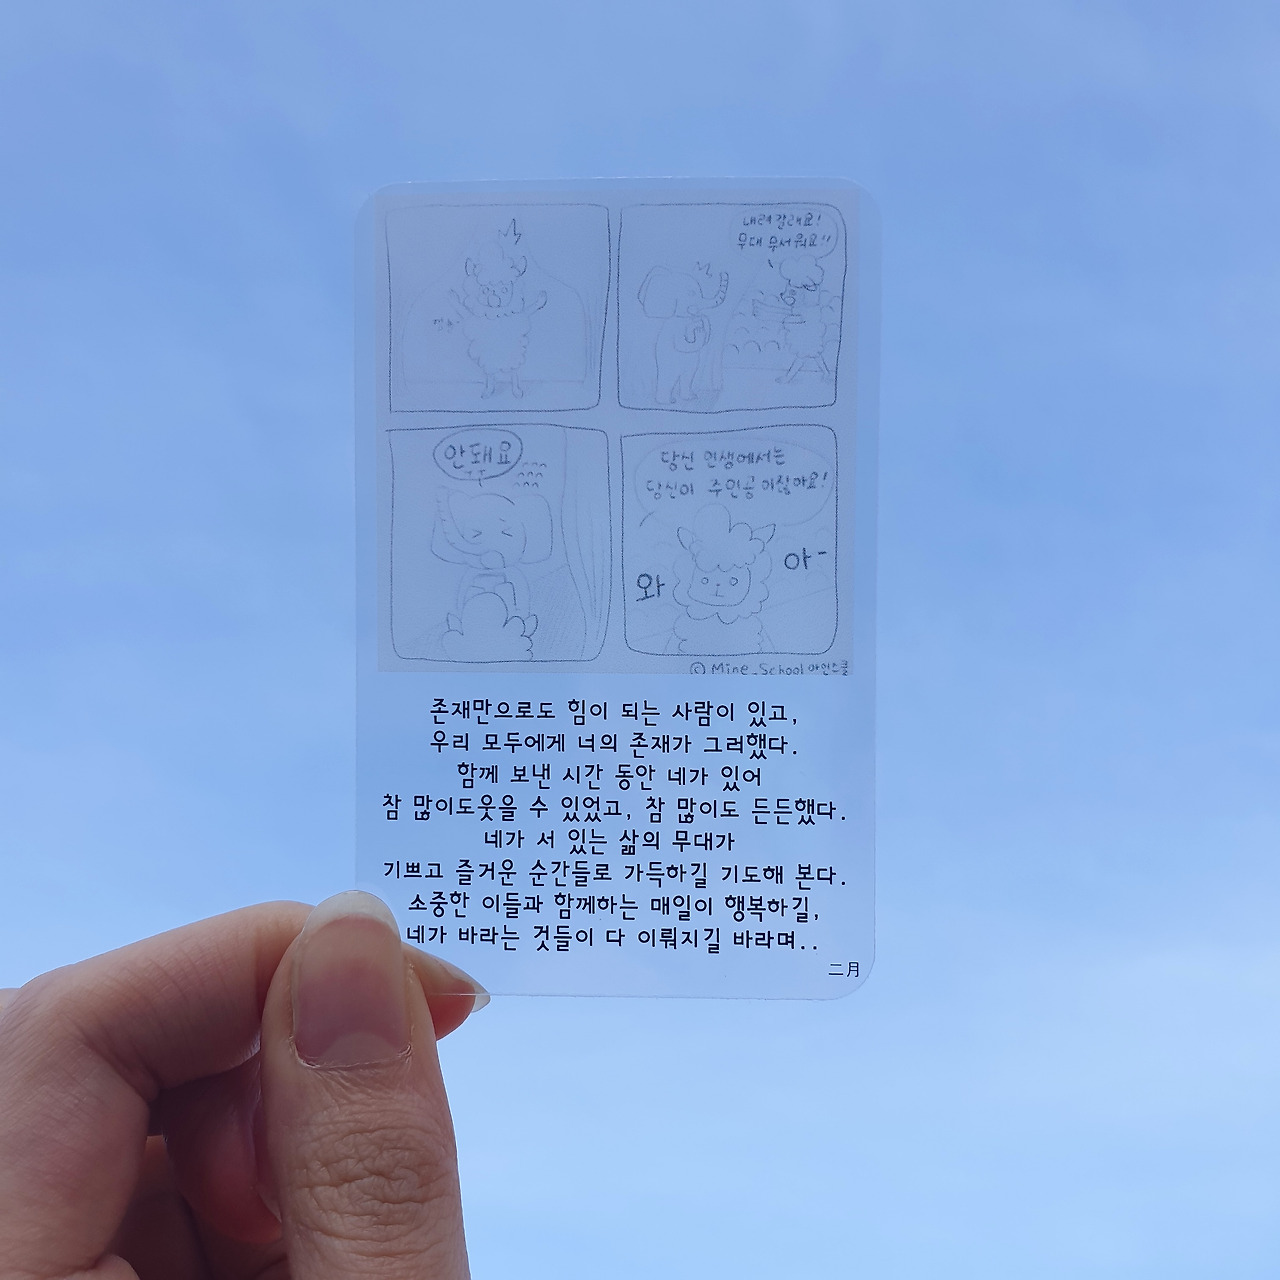 내려갈래요!
무대 무서워요!!
안돼요
당신 인생에서는
당신이 주인공이잖아요!
와
아-
© Mine_School 마인스쿨
존재만으로도 힘이 되는 사람이 있고,
우리 모두에게 너의 존재가 그러했다.
함께 보낸 시간 동안 네가 있어
참 많이도웃을 수 있었고, 참 많이도 든든했다.
네가 서 있는 삶의 무대가
기쁘고 즐거운 순간들로 가득하길 기도해 본다.
소중한 이들과 함께하는 매일이 행복하길,
네가 바라는 것들이 다 이뤄지길 바라며..
二月